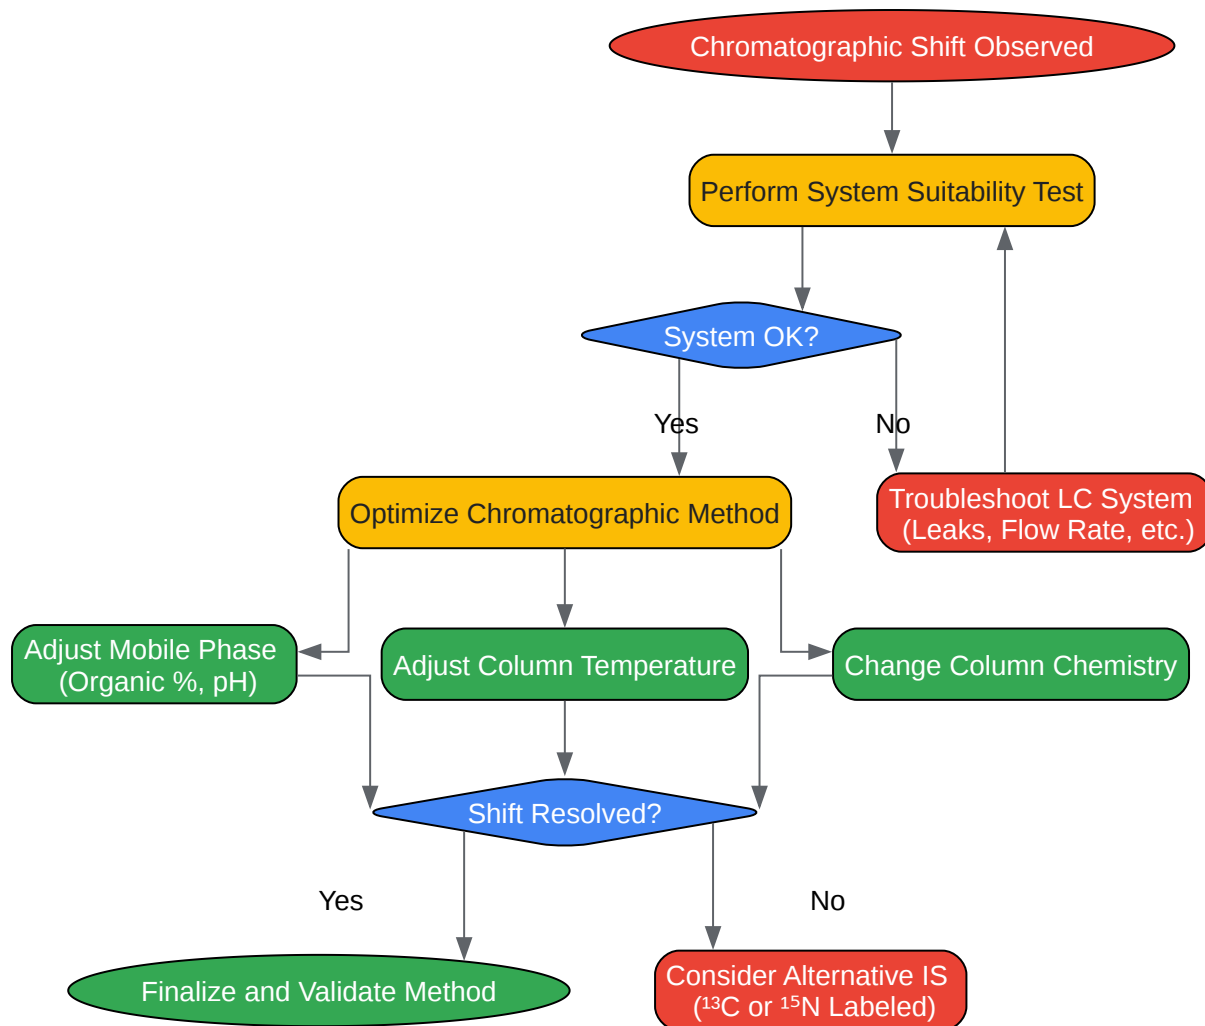 Chromatographic Shift Observed
Perform System Suitability Test
System OK?
Yes
No
Optimize Chromatographic Method
Troubleshoot LC System
(Leaks, Flow Rate, etc.)
Adjust Mobile Phase
(Organic %, pH)
Adjust Column Temperature
Change Column Chemistry
Shift Resolved?
Yes
No
Finalize and Validate Method
Consider Alternative IS
(¹³C or ¹⁵N Labeled)